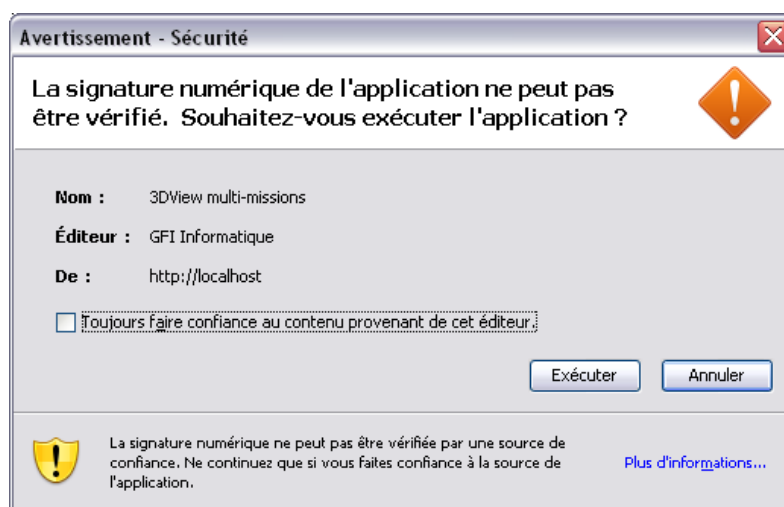 Avertissement - Sécurité
La signature numérique de l'application ne peut pas
être vérifié. Souhaitez-vous exécuter l'application ?
Nom : 3DView multi-missions
Éditeur : GFI Informatique
De : http://localhost
Toujours faire confiance au contenu provenant de cet éditeur.
Exécuter Annuler
La signature numérique ne peut pas être vérifiée par une source de
confiance. Ne continuez que si vous faites confiance à la source de
l'application.
Plus d'informations...